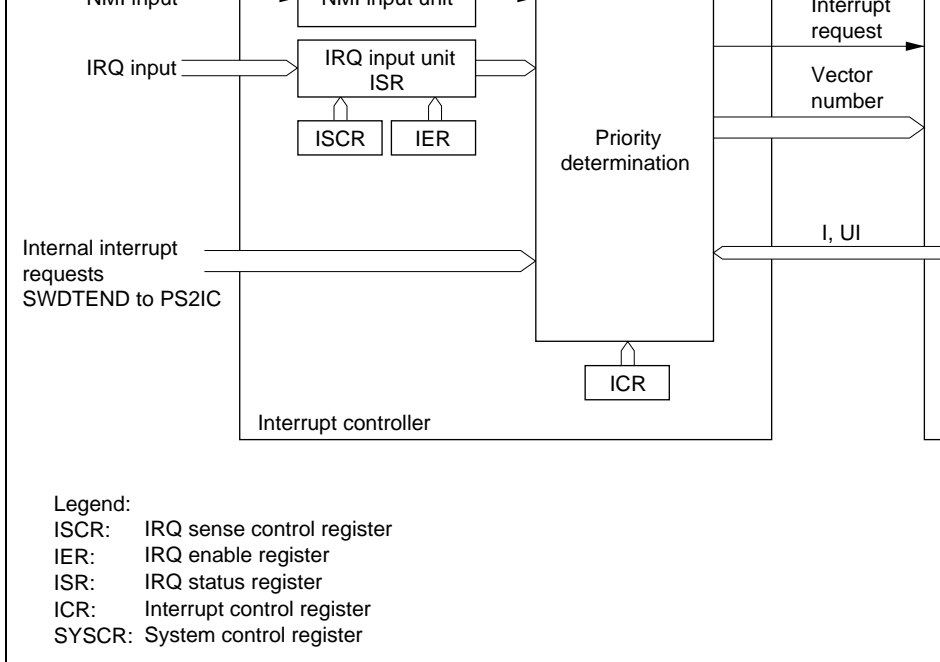 NMI input
NMI input unit
Interrupt
request
IRQ input
IRQ input unit
ISR
Vector
number
ISCR
IER
Priority
determination
Internal interrupt
requests
SWDTEND to PS2IC
I, UI
ICR
Interrupt controller
Legend:
ISCR: IRQ sense control register
IER: IRQ enable register
ISR: IRQ status register
ICR: Interrupt control register
SYSCR: System control register